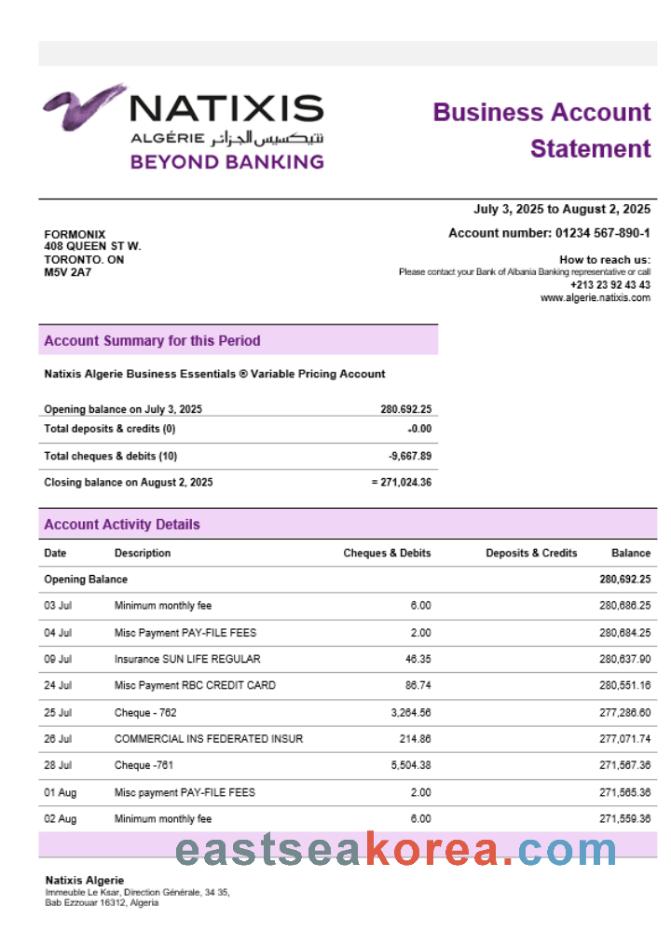 NATIXIS
ALGÉRIE نتيكسيس الجزائر
BEYOND BANKING
Business Account
Statement
July 3, 2025 to August 2, 2025
FORMONIX
408 QUEEN ST W.
TORONTO. ON
M5V 2A7
Account number: 01234 567-890-1
How to reach us:
Please contact your Bank of Albania Banking representative or call
+213 23 92 43 43
www.algerie.natixis.com
Account Summary for this Period
Natixis Algerie Business Essentials ® Variable Pricing Account
Opening balance on July 3, 2025 280.692.25
Total deposits & credits (0) +0.00
Total cheques & debits (10) -9,667.89
Closing balance on August 2, 2025 = 271,024.36
Account Activity Details
Date Description Cheques & Debits Deposits & Credits Balance
Opening Balance 280,692.25
03 Jul Minimum monthly fee 6.00 280,686.25
04 Jul Misc Payment PAY-FILE FEES 2.00 280,684.25
09 Jul Insurance SUN LIFE REGULAR 46.35 280,637.90
24 Jul Misc Payment RBC CREDIT CARD 86.74 280,551.16
25 Jul Cheque - 762 3,264.56 277,286.60
26 Jul COMMERCIAL INS FEDERATED INSUR 214.86 277,071.74
28 Jul Cheque -761 5,504.38 271,567.36
01 Aug Misc payment PAY-FILE FEES 2.00 271,565.36
02 Aug Minimum monthly fee 6.00 271,559.36
eastseakorea.com
Natixis Algerie
Immeuble Le Ksar, Direction Générale, 34 35,
Bab Ezzouar 16312, Algeria